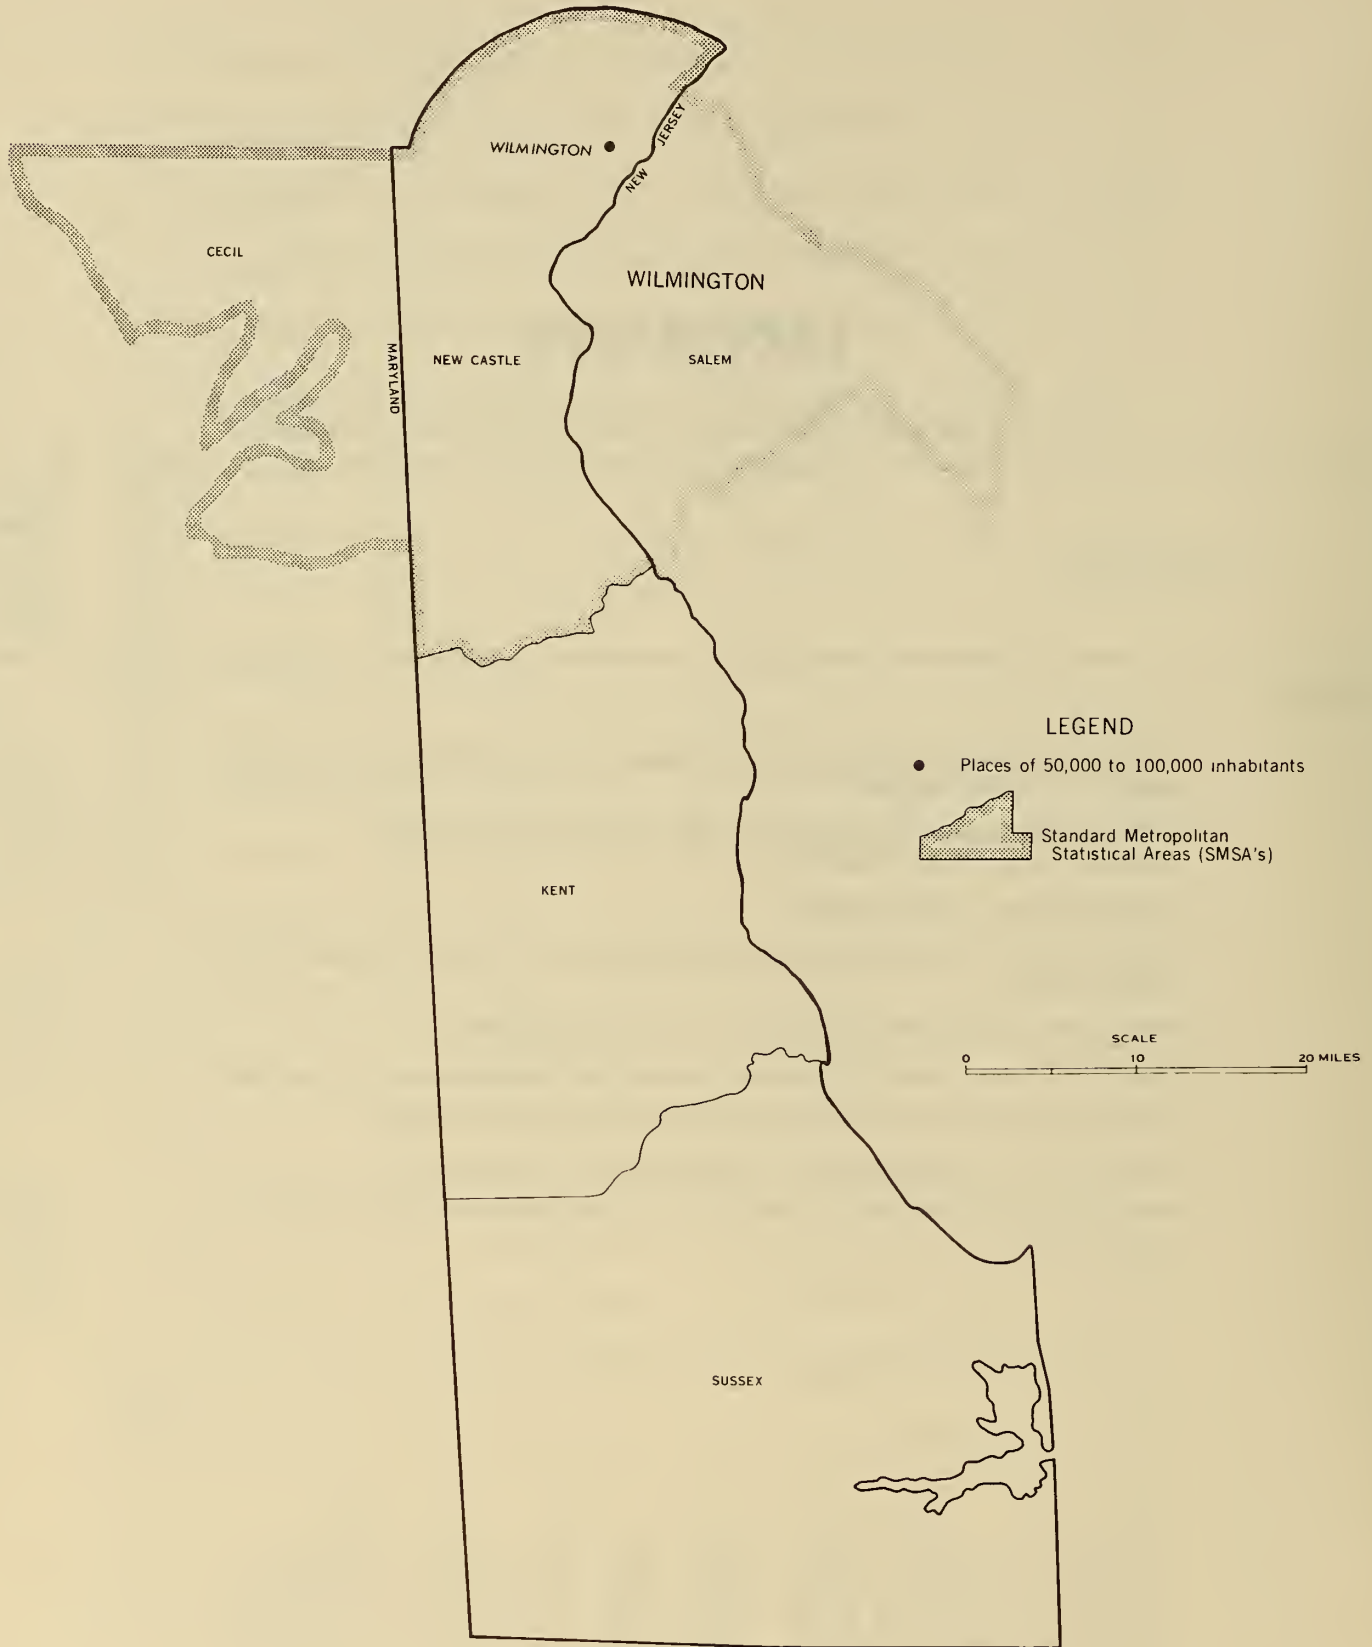 WILMINGTON
NEW JERSEY
CECIL
WILMINGTON
MARYLAND
NEW CASTLE
SALEM
LEGEND
Places of 50,000 to 100,000 inhabitants
Standard Metropolitan
Statistical Areas (SMSA's)
KENT
SCALE
0 10 20 MILES
SUSSEX